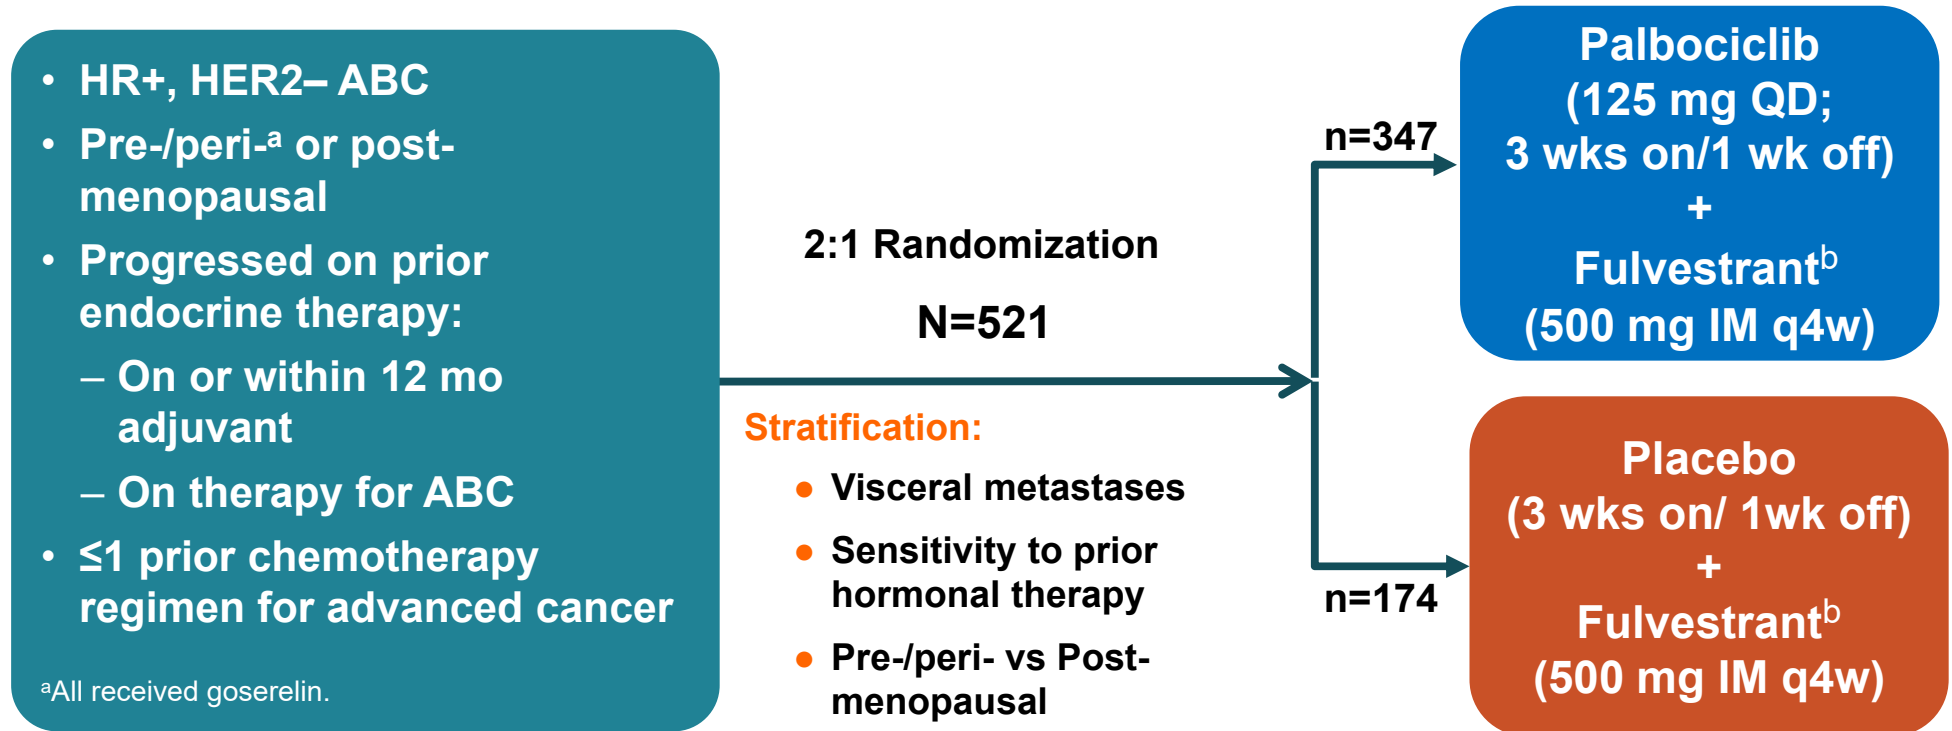 • HR+, HER2– ABC
• Pre-/peri-ᵃ or post-
menopausal
• Progressed on prior
endocrine therapy:
– On or within 12 mo
adjuvant
– On therapy for ABC
• ≤1 prior chemotherapy
regimen for advanced cancer
ᵃAll received goserelin.
2:1 Randomization
N=521
Stratification:
● Visceral metastases
● Sensitivity to prior
hormonal therapy
● Pre-/peri- vs Post-
menopausal
n=347
Palbociclib
(125 mg QD;
3 wks on/1 wk off)
+
Fulvestrantᵇ
(500 mg IM q4w)
n=174
Placebo
(3 wks on/ 1wk off)
+
Fulvestrantᵇ
(500 mg IM q4w)